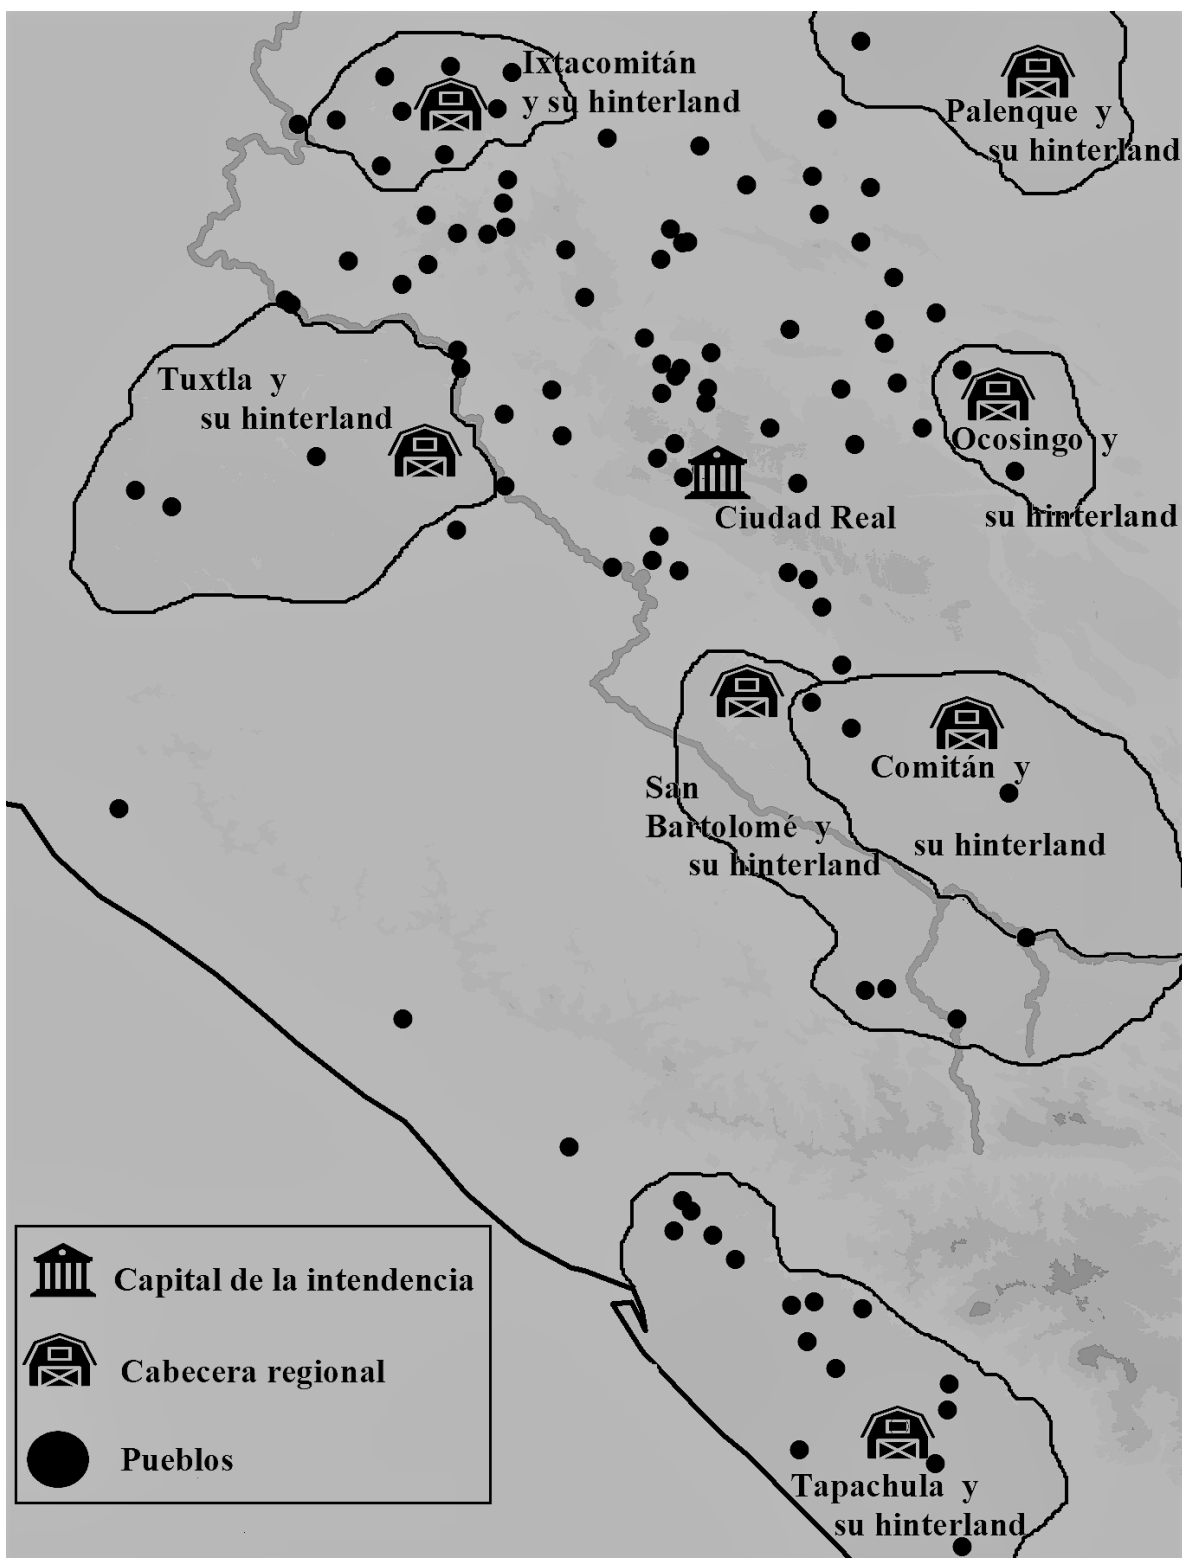 Ixtacomitán
y su hinterland
Palenque y
su hinterland
Tuxtla y
su hinterland
Ocosingo y
su hinterland
Ciudad Real
San
Bartolomé y
su hinterland
Comitán y
su hinterland
Capital de la intendencia
Cabecera regional
Pueblos
Tapachula y
su hinterland